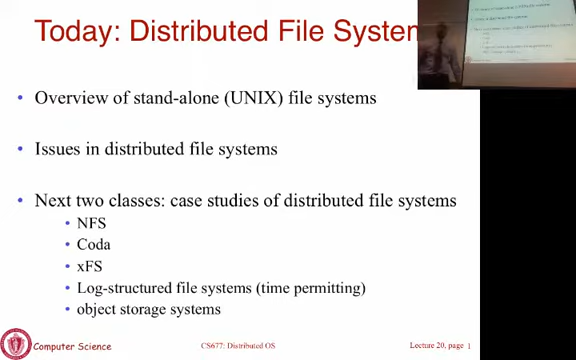 Today: Distributed File System
• Overview of stand-alone (UNIX) file systems
• Issues in distributed file systems
• Next two classes: case studies of distributed file systems
• NFS
• Coda
• xFS
• Log-structured file systems (time permitting)
• object storage systems
Computer Science CS677: Distributed OS Lecture 20, page 1